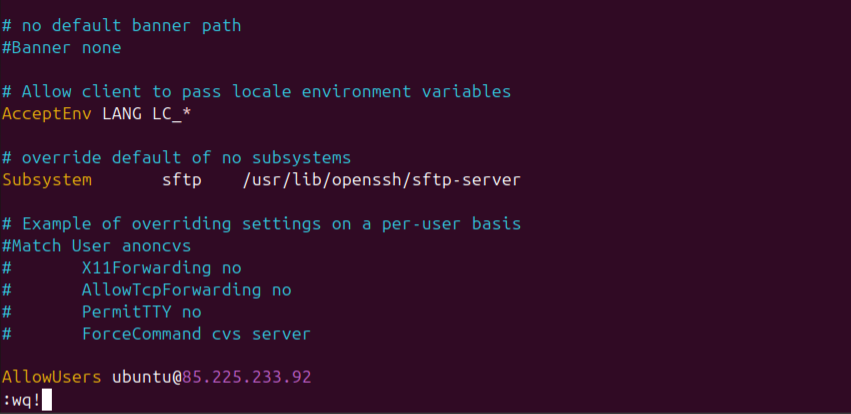 # no default banner path
#Banner none
# Allow client to pass locale environment variables
AcceptEnv LANG LC_*
# override default of no subsystems
Subsystem       sftp    /usr/lib/openssh/sftp-server
# Example of overriding settings on a per-user basis
#Match User anoncvs
#       X11Forwarding no
#       AllowTcpForwarding no
#       PermitTTY no
#       ForceCommand cvs server
AllowUsers ubuntu@85.225.233.92
:wq!